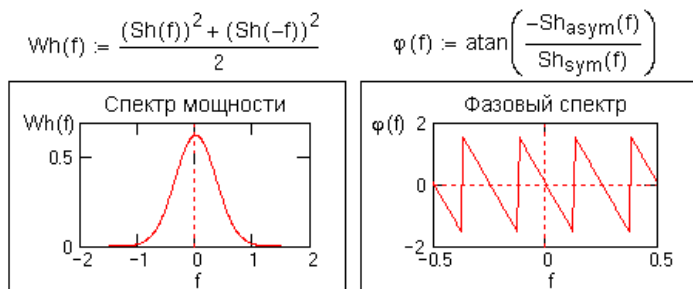 Wh(f) := (Sh(f))² + (Sh(-f))² / 2
φ(f) := atan(-Sh_asym(f) / Sh_sym(f))
Спектр мощности
Wh(f)
0.5
0
−2 −1 0 1 2
f
Фазовый спектр
φ(f)
2
0
−2
−0.5 0 0.5
f